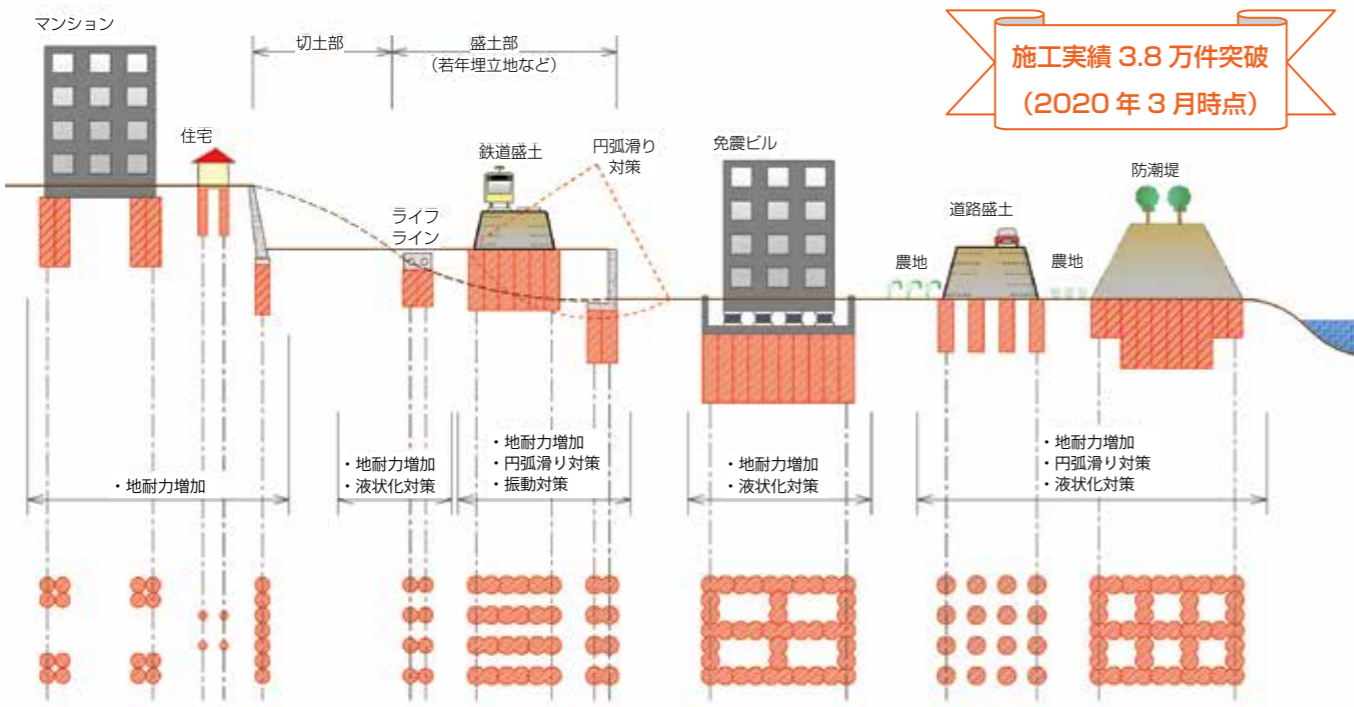 マンション
切土部
盛土部
（若年埋立地など）
施工実績 3.8 万件突破
（2020 年 3 月時点）
住宅
鉄道盛土
円弧滑り
対策
免震ビル
防潮堤
ライフ
ライン
道路盛土
農地
農地
・地耐力増加
・地耐力増加
・液状化対策
・地耐力増加
・円弧滑り対策
・振動対策
・地耐力増加
・液状化対策
・地耐力増加
・円弧滑り対策
・液状化対策